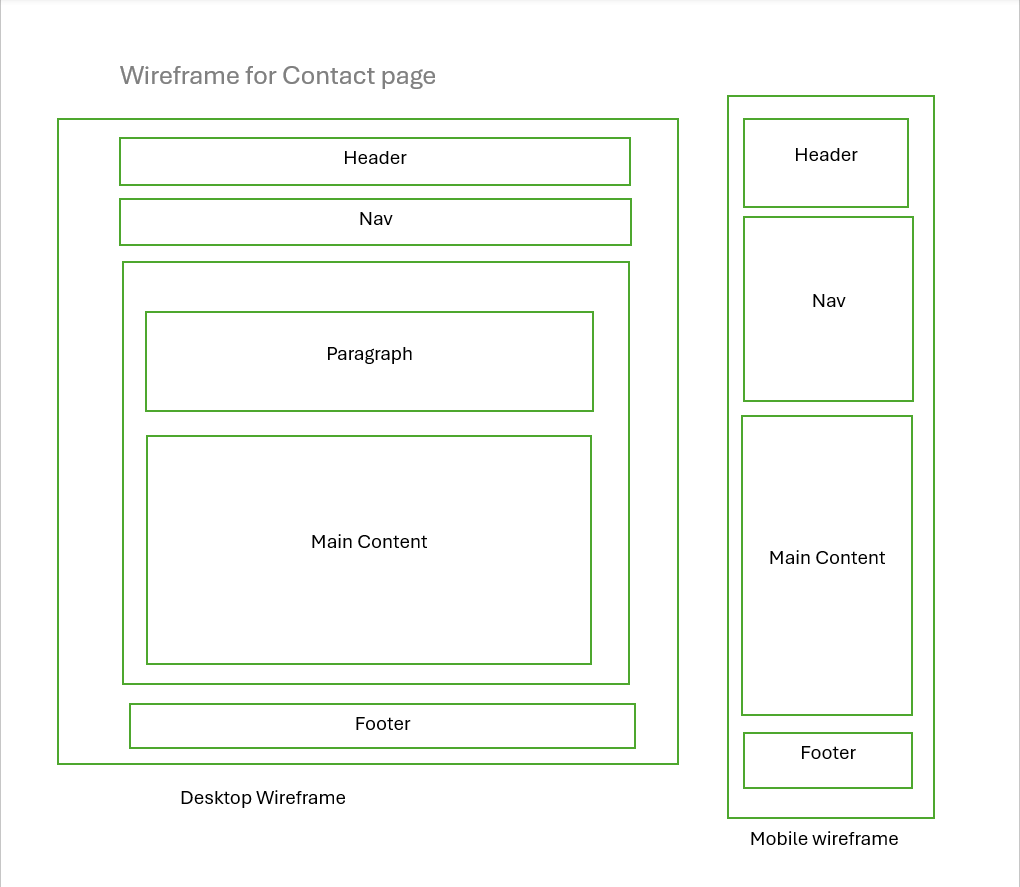 Wireframe for Contact page
Header
Nav
Paragraph
Main Content
Footer
Desktop Wireframe
Header
Nav
Main Content
Footer
Mobile wireframe